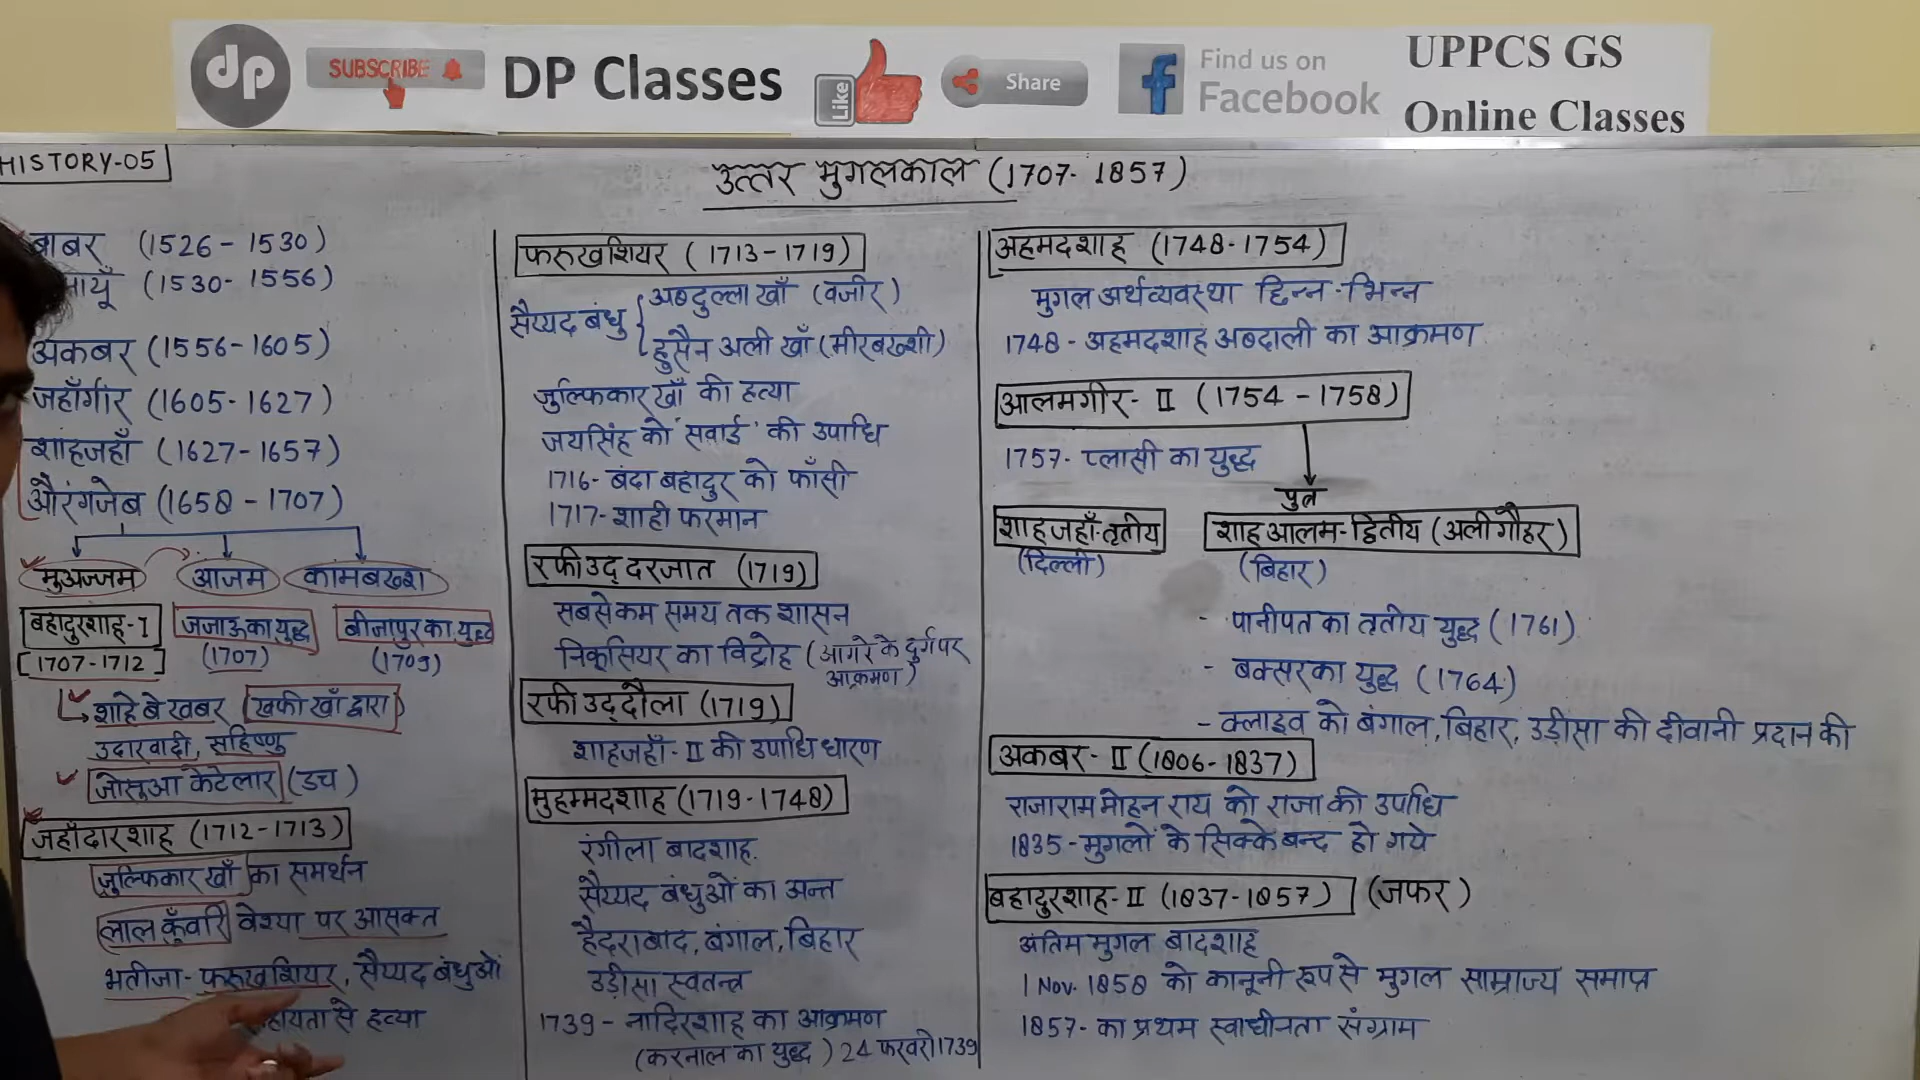 dp
SUBSCRIBE
DP Classes
Like
Share
Find us on
Facebook
UPPCS GS
Online Classes
HISTORY-05
उत्तर मुगलकाल (1707-1857)
बाबर (1526-1530)
मायूँ (1530-1556)
अकबर (1556-1605)
जहाँगीर (1605-1627)
शाहजहाँ (1627-1657)
औरंगजेब (1658-1707)
मुअज्जम आजम कामबख्श
बहादुरशाह-I जजाऊ का युद्ध बीजापुर का युद्ध
[1707-1712] (1707) (1709)
शाहे बेखबर खफी खाँ द्वारा
उदारवादी, सहिष्णु
जोसुआ केटेलार (डच)
जहाँदारशाह (1712-1713)
जुल्फिकार खाँ का समर्थन
लाल कुँवारि वेश्या पर आसक्त
भतीजा- फरूखशियर, सैय्यद बंधुओं
हायता से हत्या
फरुखशियर (1713-1719)
सैय्यद बंधु
अब्दुल्ला खाँ (वजीर)
हुसैन अली खाँ (मीरबख्शी)
जुल्फिकार खाँ की हत्या
जयसिंह को 'सवाई' की उपाधि
1716- बंदा बहादुर को फाँसी
1717- शाही फरमान
रफी उद् दरजात (1719)
सबसे कम समय तक शासन
निकूसियर का विद्रोह (आगरे के दुर्ग पर
आक्रमण)
रफी उद् दौला (1719)
शाहजहाँ-II की उपाधि धारण
मुहम्मदशाह (1719-1748)
रंगीला बादशाह.
सैय्यद बंधुओं का अन्त
हैदराबाद, बंगाल, बिहार
उड़ीसा स्वतन्त्र
1739- नादिरशाह का आक्रमण
(करनाल का युद्ध) 24 फरवरी 1739
अहमदशाह (1748-1754)
मुगल अर्थव्यवस्था छिन्न-भिन्न
1748- अहमदशाह अब्दाली का आक्रमण
आलमगीर-II (1754-1758)
1757- प्लासी का युद्ध
पुत्र
शाहजहाँ-तृतीय शाह आलम-द्वितीय (अली गौहर)
(दिल्ली) (बिहार)
- पानीपत का तृतीय युद्ध (1761)
- बक्सर का युद्ध (1764)
- क्लाइव को बंगाल, बिहार, उड़ीसा की दीवानी प्रदान की
अकबर-II (1806-1837)
राजाराम मोहन राय को राजा की उपाधि
1835- मुगलों के सिक्के बन्द हो गये
बहादुरशाह-II (1837-1857) (जफर)
अंतिम मुगल बादशाह
1 Nov. 1858 को कानूनी रूप से मुगल साम्राज्य समाप्त
1857- का प्रथम स्वाधीनता संग्राम